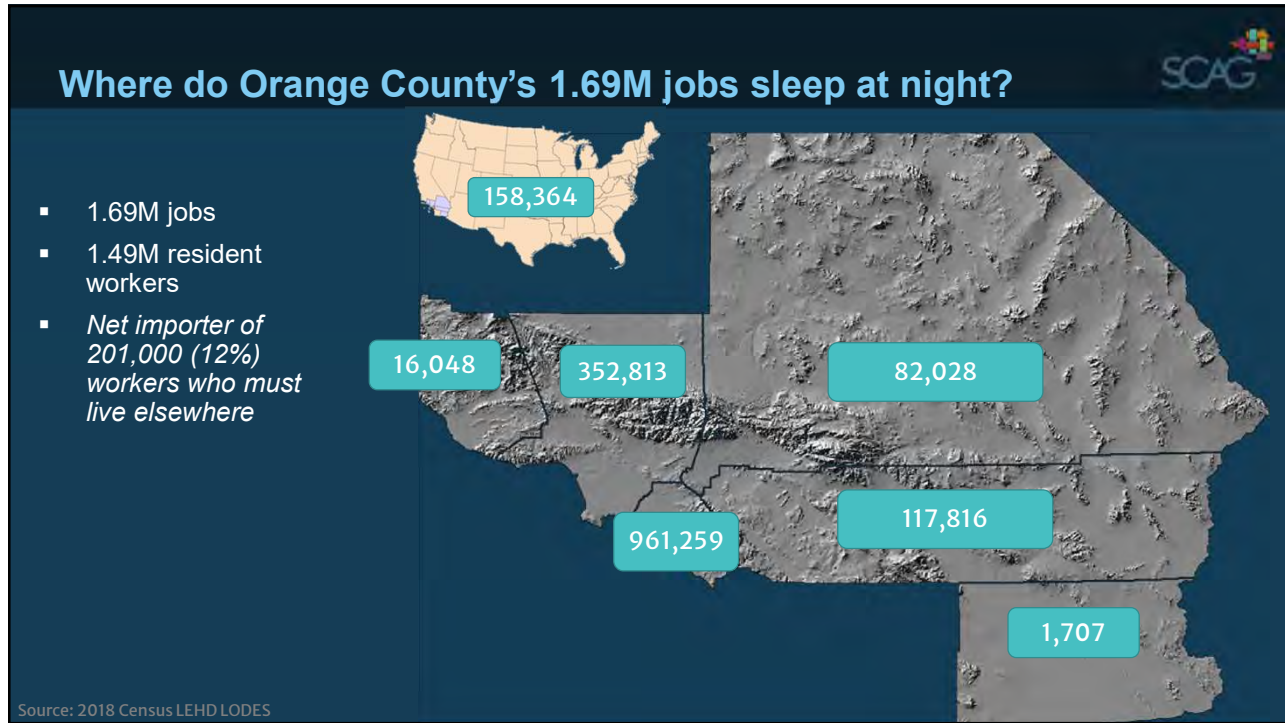 Where do Orange County's 1.69M jobs sleep at night?
SCAG
158,364
▪ 1.69M jobs
▪ 1.49M resident
workers
▪ Net importer of
201,000 (12%)
workers who must
live elsewhere
16,048
352,813
82,028
117,816
961,259
1,707
Source: 2018 Census LEHD LODES